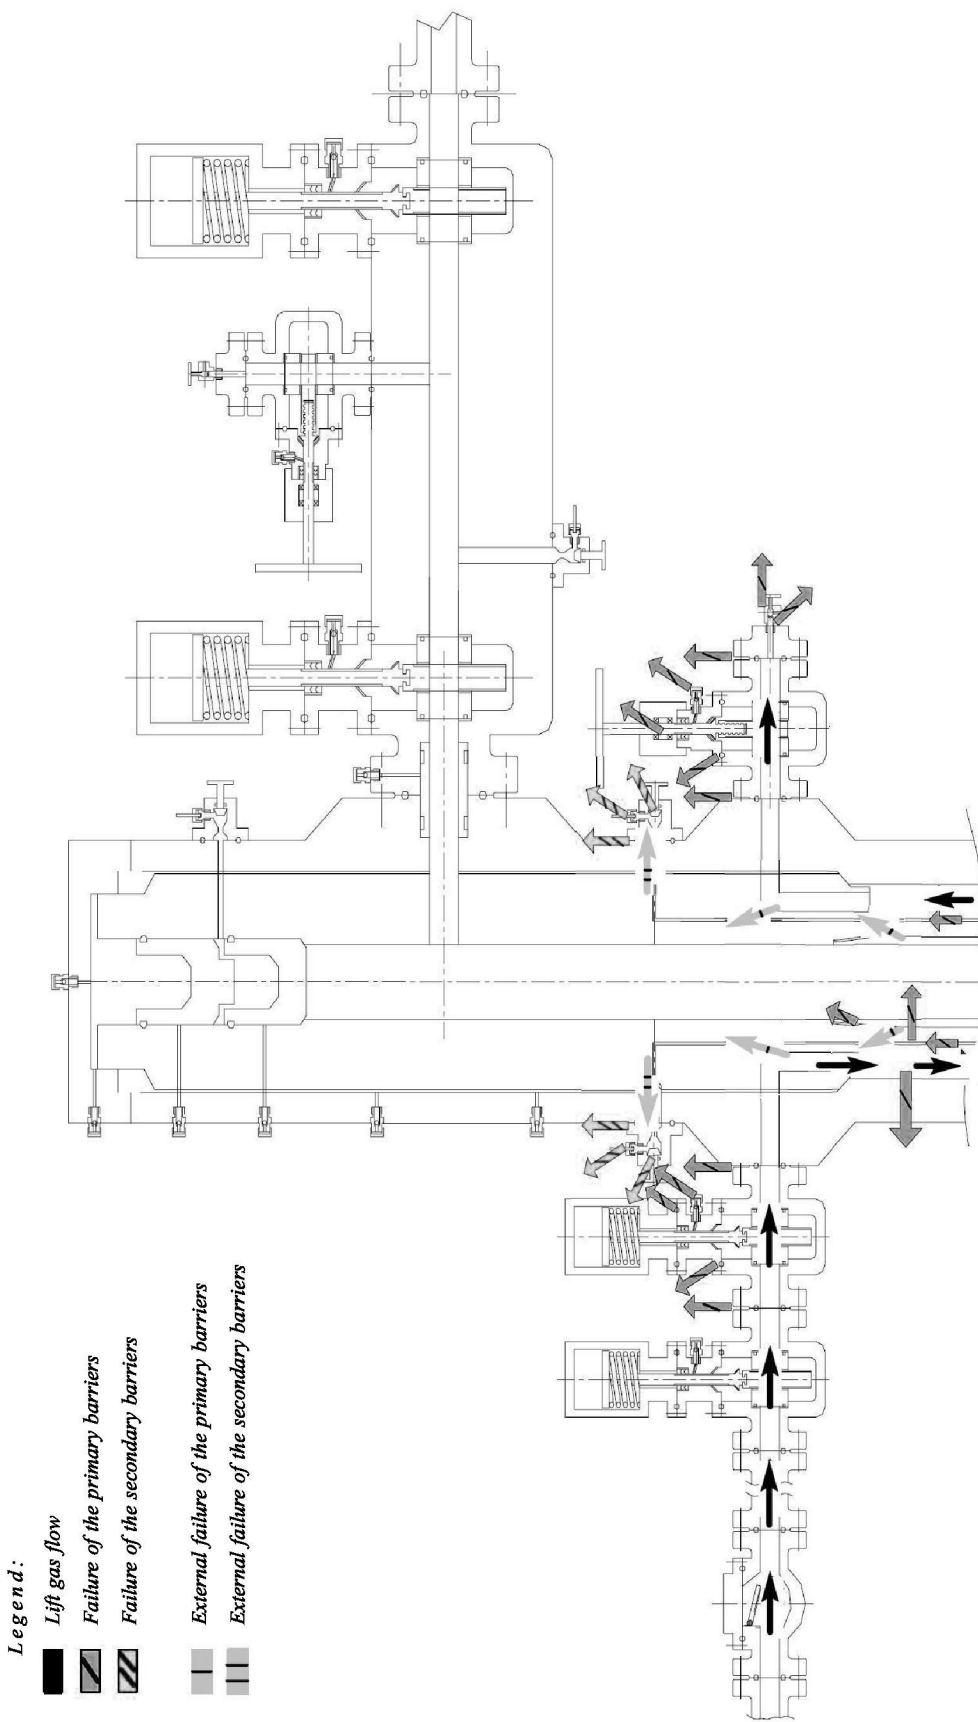 Legend:
Lift gas flow
Failure of the primary barriers
Failure of the secondary barriers
External failure of the primary barriers
External failure of the secondary barriers